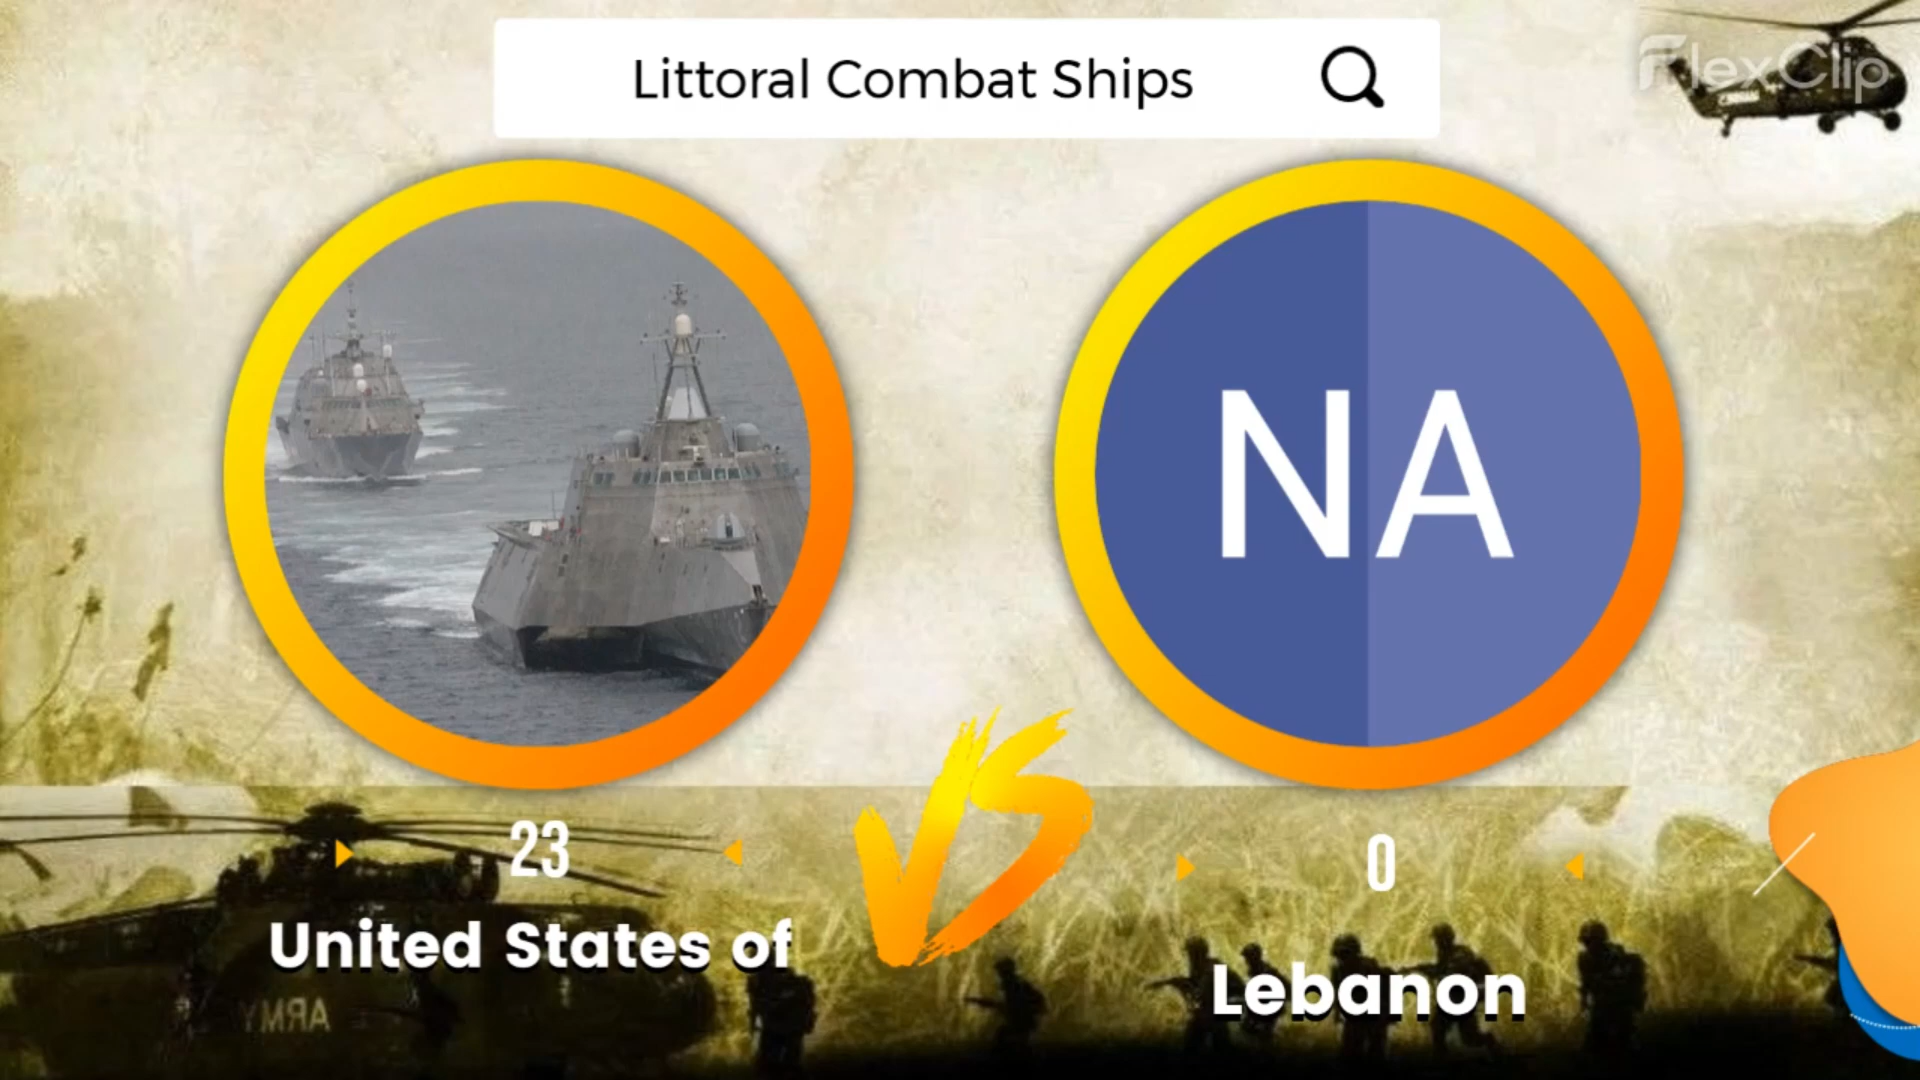 Littoral Combat Ships
FlexClip
NA
23
0
United States of
Lebanon
ARMY